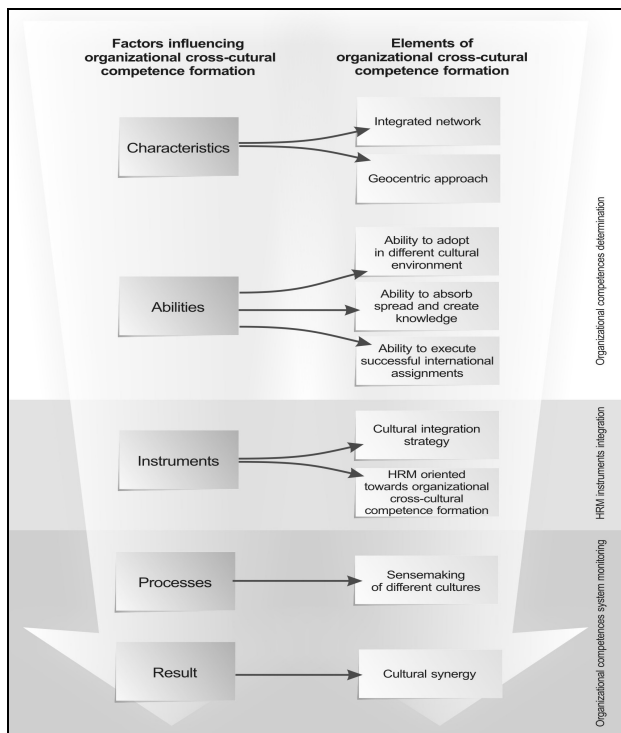 Factors influencing
organizational cross-cutural
competence formation
Elements of
organizational cross-cutural
competence formation
Characteristics
Integrated network
Geocentric approach
Abilities
Ability to adopt
in different cultural
environment
Ability to absorb
spread and create
knowledge
Ability to execute
successful international
assignments
Organizational competences determination
Instruments
Cultural integration
strategy
HRM oriented
towards organizational
cross-cultural
competence formation
HRM instruments integration
Processes
Sensemaking
of different cultures
Result
Cultural synergy
Organizational competences system monitoring